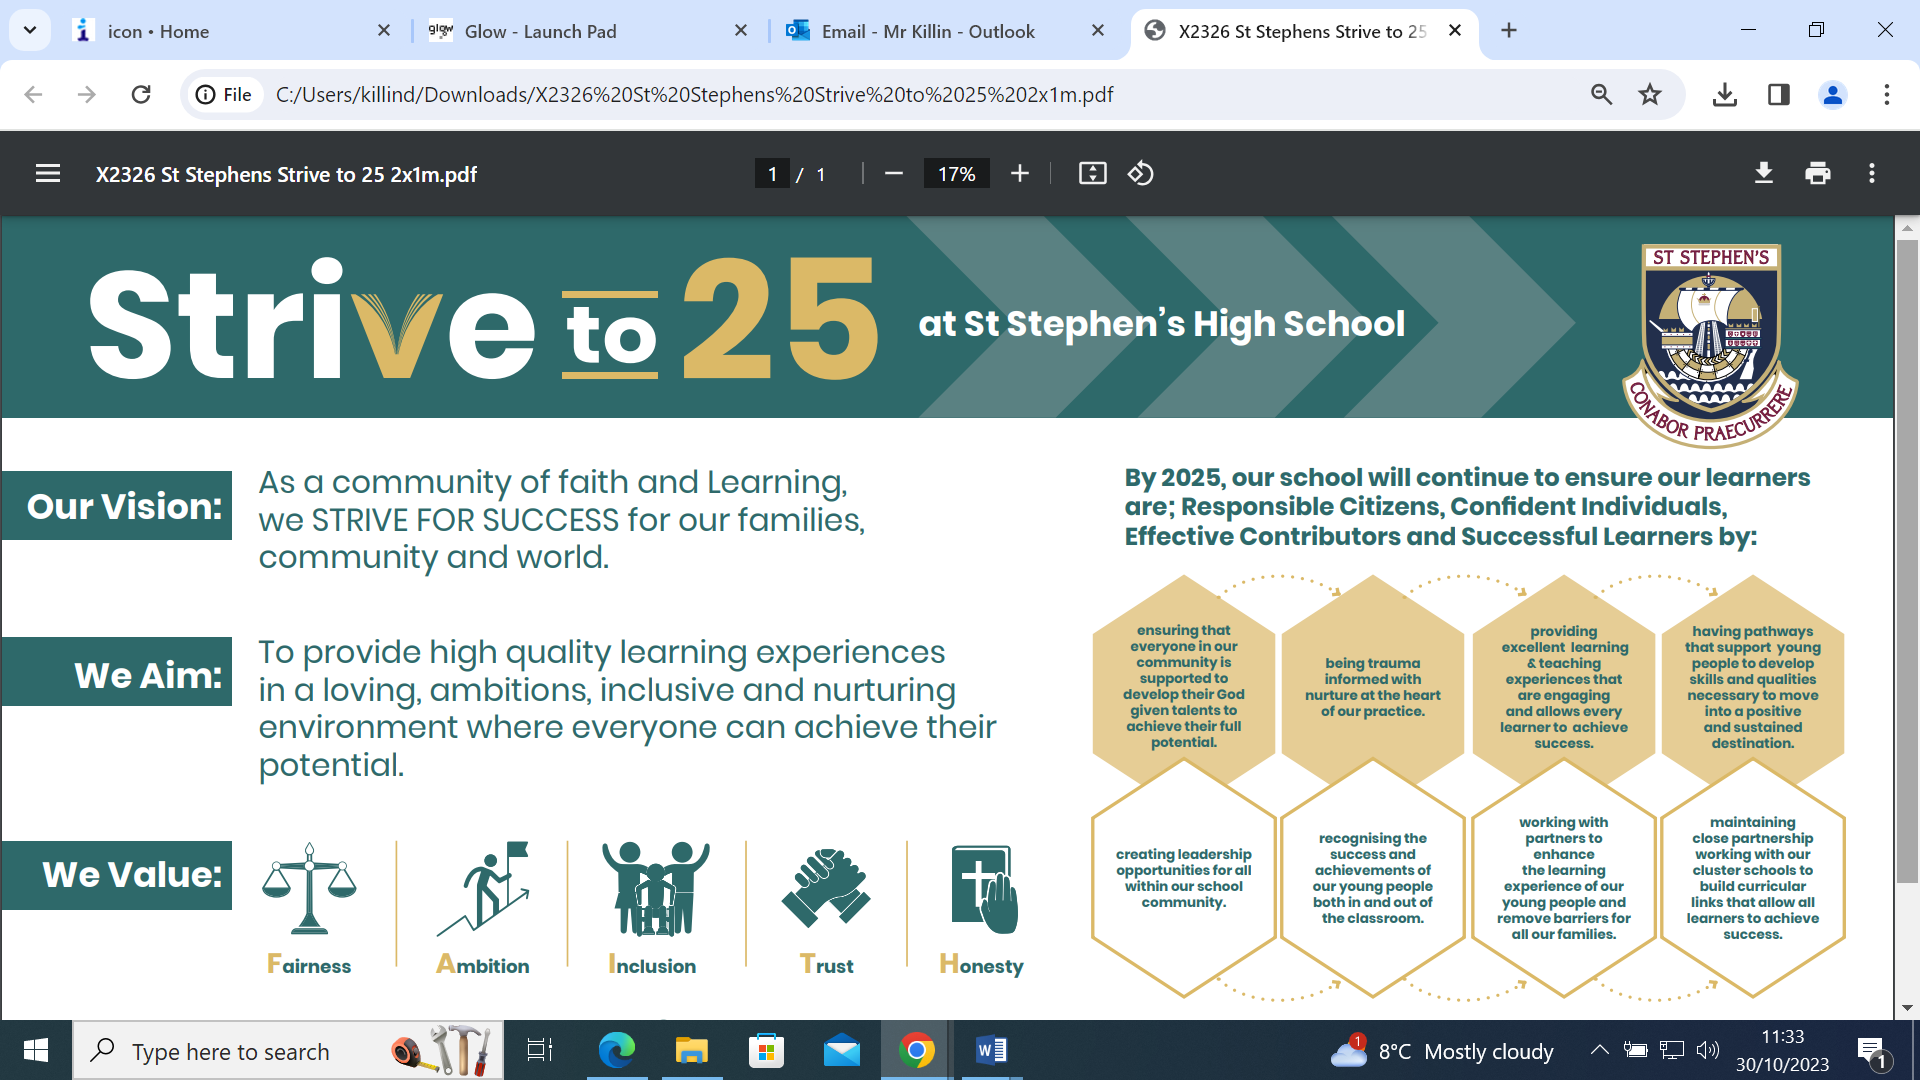 icon • Home
Glow - Launch Pad
Email - Mr Killin - Outlook
X2326 St Stephens Strive to 25
File
C:/Users/killind/Downloads/X2326%20St%20Stephens%20Strive%20to%2025%202x1m.pdf
X2326 St Stephens Strive to 25 2x1m.pdf
1 / 1
17%
Strive to 25
at St Stephen's High School
ST STEPHEN'S
CONABOR PRAECURRERE
Our Vision:
As a community of faith and Learning,
we STRIVE FOR SUCCESS for our families,
community and world.
We Aim:
To provide high quality learning experiences
in a loving, ambitions, inclusive and nurturing
environment where everyone can achieve their
potential.
We Value:
Fairness
Ambition
Inclusion
Trust
Honesty
By 2025, our school will continue to ensure our learners
are; Responsible Citizens, Confident Individuals,
Effective Contributors and Successful Learners by:
ensuring that
everyone in our
community is
supported to
develop their God
given talents to
achieve their full
potential.
being trauma
informed with
nurture at the heart
of our practice.
providing
excellent learning
& teaching
experiences that
are engaging
and allows every
learner to achieve
success.
having pathways
that support young
people to develop
skills and qualities
necessary to move
into a positive
and sustained
destination.
creating leadership
opportunities for all
within our school
community.
recognising the
success and
achievements of
our young people
both in and out of
the classroom.
working with
partners to
enhance
the learning
experience of our
young people and
remove barriers for
all our families.
maintaining
close partnership
working with our
cluster schools to
build curricular
links that allow all
learners to achieve
success.
Type here to search
1
8°C Mostly cloudy
11:33
30/10/2023
1